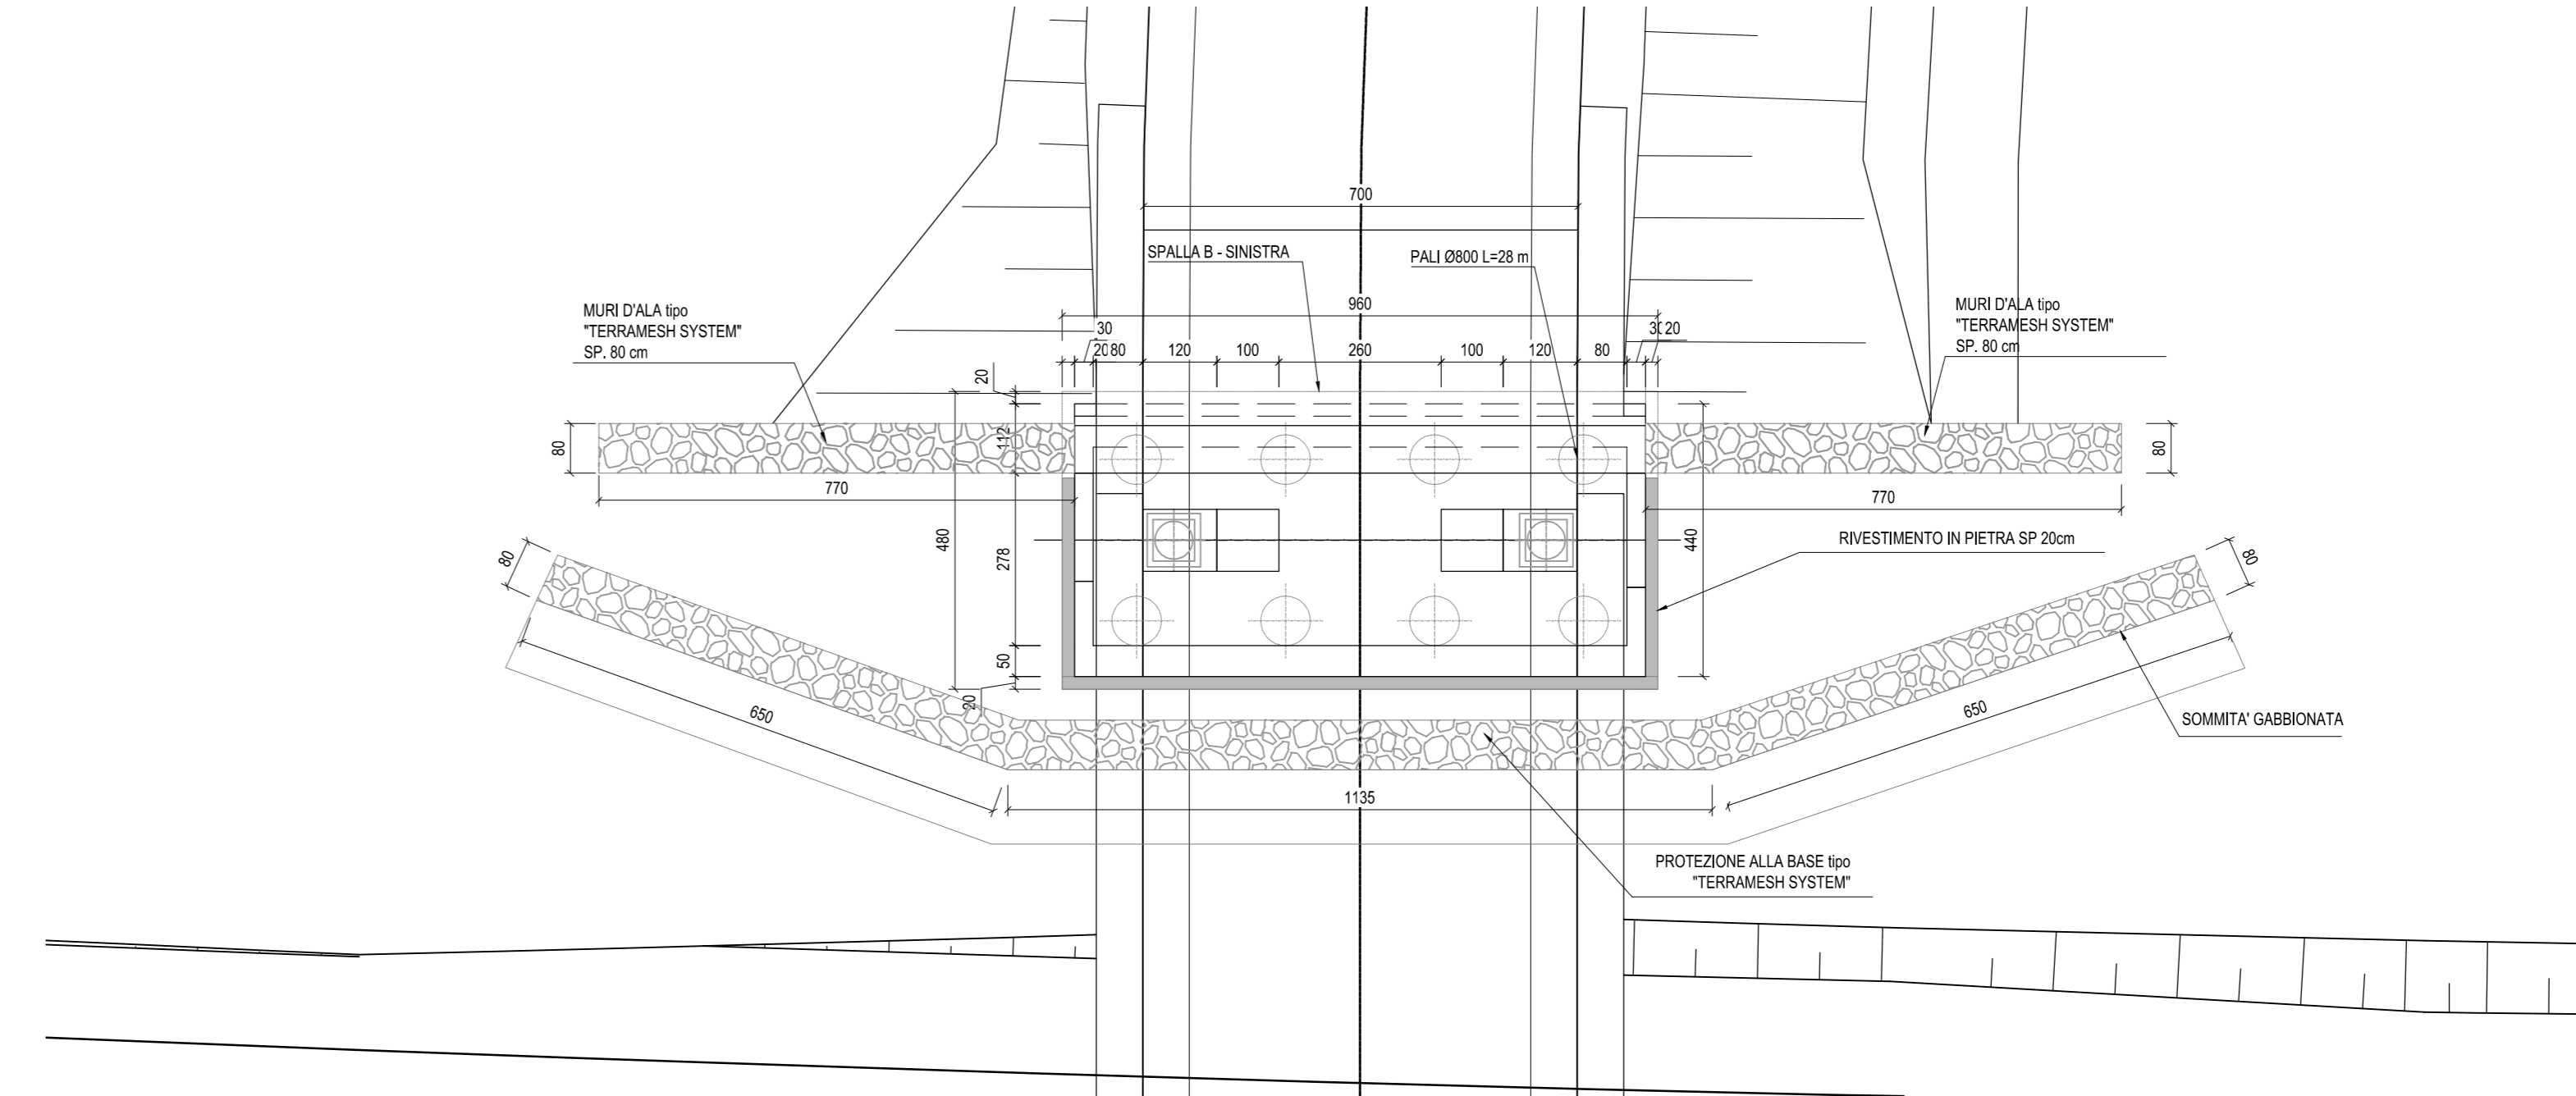 700
SPALLA B - SINISTRA
PALI Ø800 L=28 m
960
MURI D'ALA tipo
"TERRAMESH SYSTEM"
SP. 80 cm
MURI D'ALA tipo
"TERRAMESH SYSTEM"
SP. 80 cm
30
30
20
20
80
120
100
260
100
120
80
20
112
80
80
770
770
480
278
440
RIVESTIMENTO IN PIETRA SP 20cm
80
80
50
20
650
650
SOMMITA' GABBIONATA
1135
PROTEZIONE ALLA BASE tipo
"TERRAMESH SYSTEM"